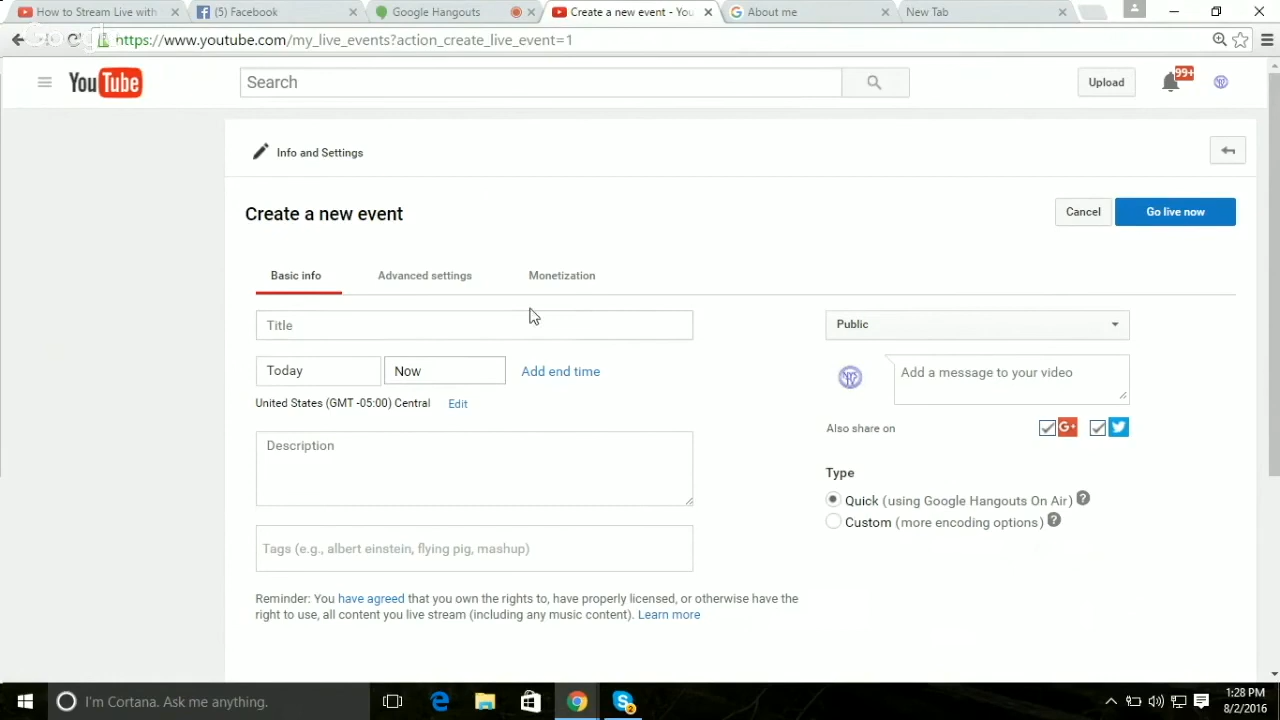 How to Stream Live with
(5) Facebook
Google Hangouts
Create a new event - You
About me
New Tab
https://www.youtube.com/my_live_events?action_create_live_event=1
YouTube
Search
Upload
99+
Info and Settings
Create a new event
Cancel
Go live now
Basic info
Advanced settings
Monetization
Title
Public
Today
Now
Add end time
Add a message to your video
United States (GMT -05:00) Central
Edit
Also share on
G+
Description
Type
Quick (using Google Hangouts On Air)
Custom (more encoding options)
Tags (e.g., albert einstein, flying pig, mashup)
Reminder: You have agreed that you own the rights to, have properly licensed, or otherwise have the
right to use, all content you live stream (including any music content). Learn more
I'm Cortana. Ask me anything.
2
1:28 PM
8/2/2016